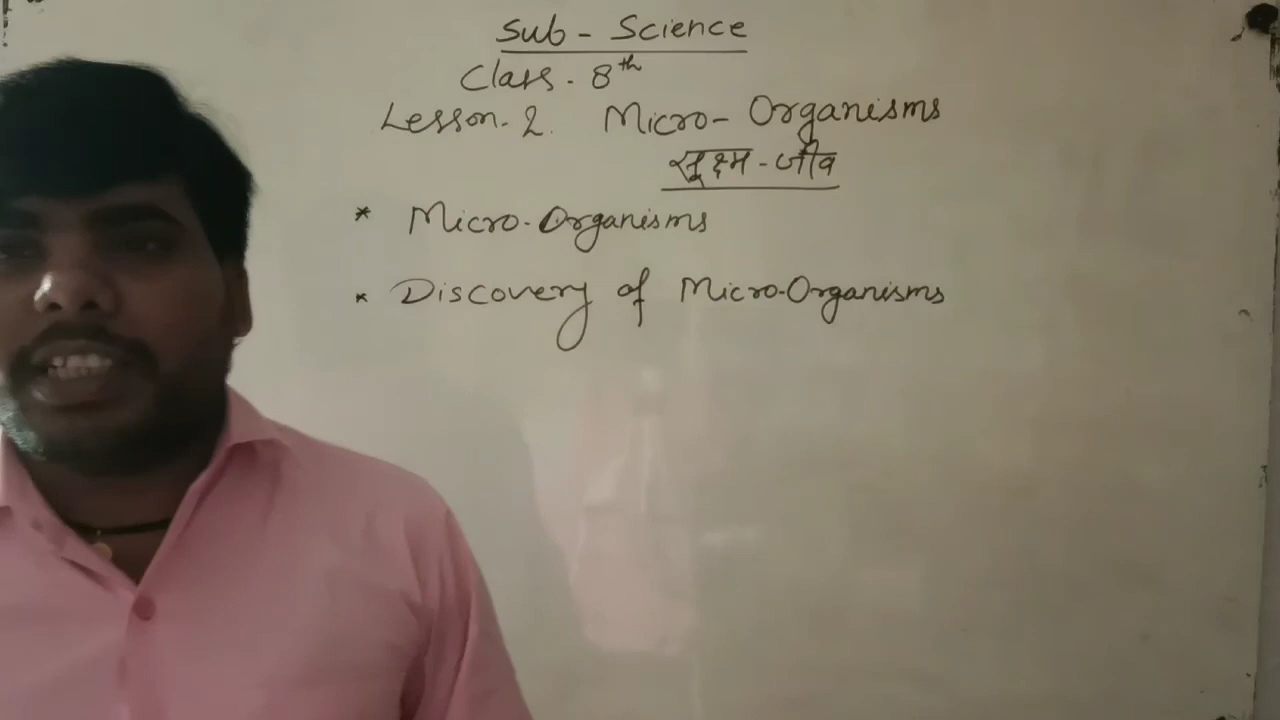 Sub - Science
Class - 8th
Lesson - 2. Micro - Organisms
सूक्ष्म - जीव
* Micro - Organisms
* Discovery of Micro-Organisms